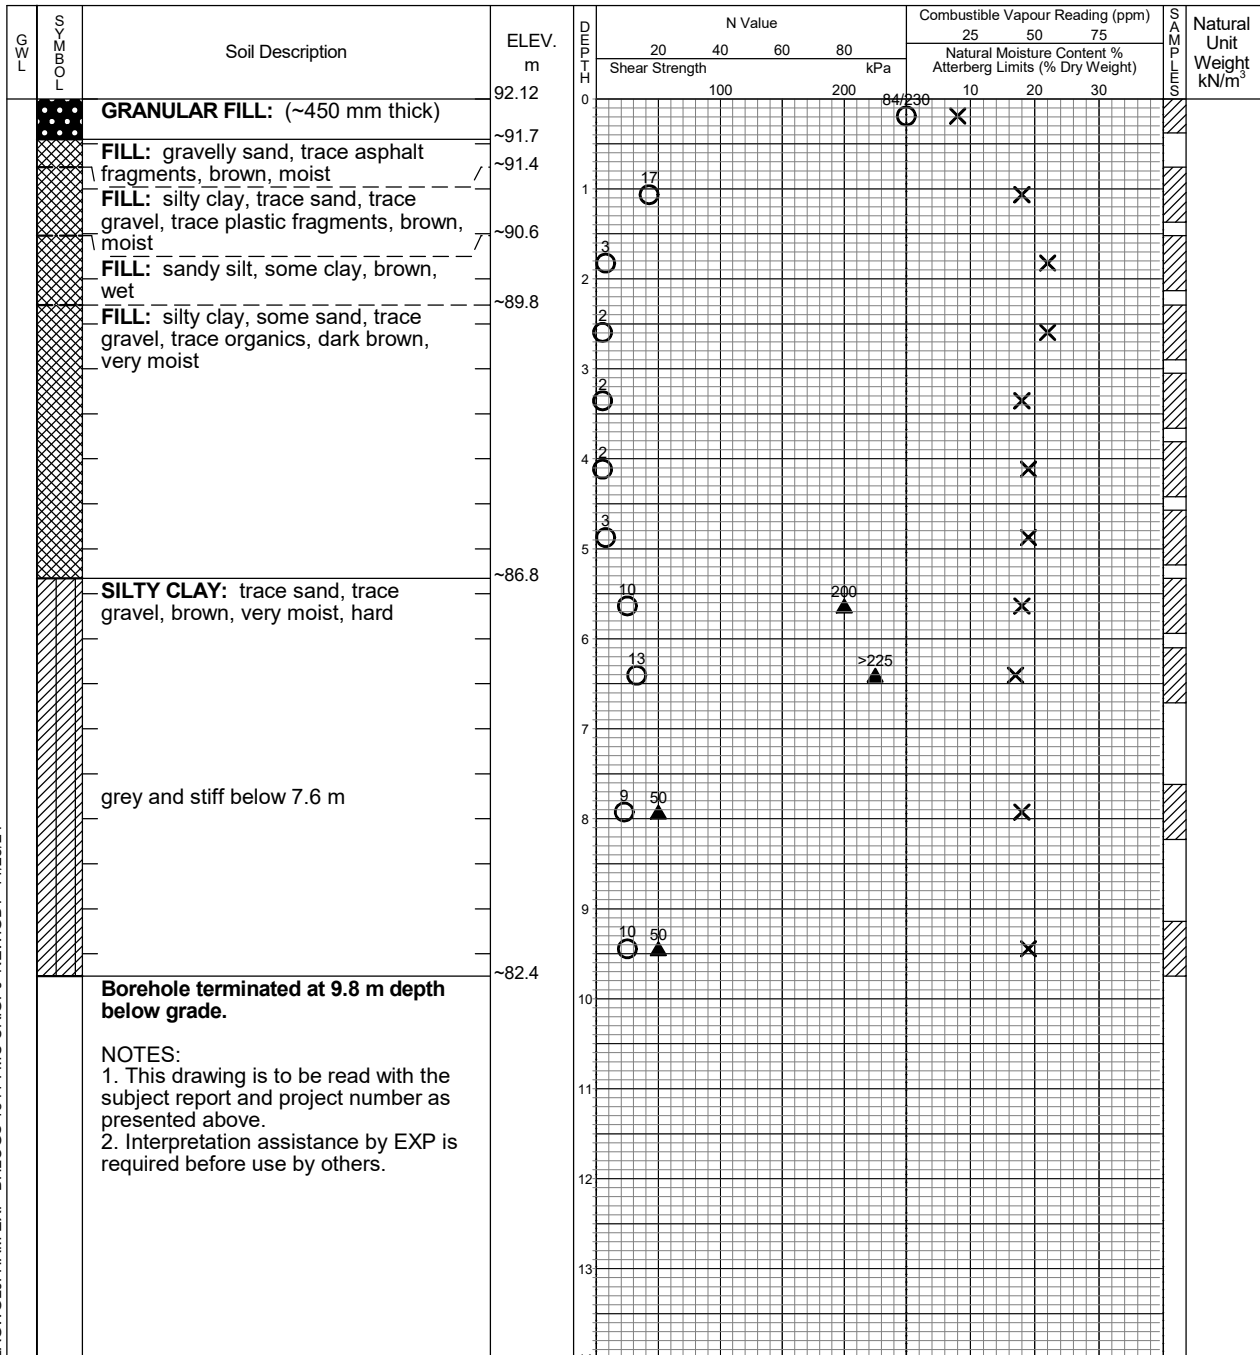 GWL
SYMBOL
Soil Description
ELEV.
m
DEPTH
N Value
20 40 60 80
Shear Strength kPa
100 200
Combustible Vapour Reading (ppm)
25 50 75
Natural Moisture Content %
Atterberg Limits (% Dry Weight)
10 20 30
SAMPLES
Natural
Unit
Weight
kN/m³
92.12
0
84/230
GRANULAR FILL: (~450 mm thick)
~91.7
FILL: gravelly sand, trace asphalt
fragments, brown, moist
~91.4
17
1
FILL: silty clay, trace sand, trace
gravel, trace plastic fragments, brown,
moist
~90.6
3
FILL: sandy silt, some clay, brown,
wet
2
~89.8
FILL: silty clay, some sand, trace
gravel, trace organics, dark brown,
very moist
2
3
2
2
4
3
5
~86.8
SILTY CLAY: trace sand, trace
gravel, brown, very moist, hard
10 200
6
13 >225
7
grey and stiff below 7.6 m
9 50
8
9
10 50
~82.4
Borehole terminated at 9.8 m depth
below grade.
10
NOTES:
1. This drawing is to be read with the
subject report and project number as
presented above.
2. Interpretation assistance by EXP is
required before use by others.
11
12
13